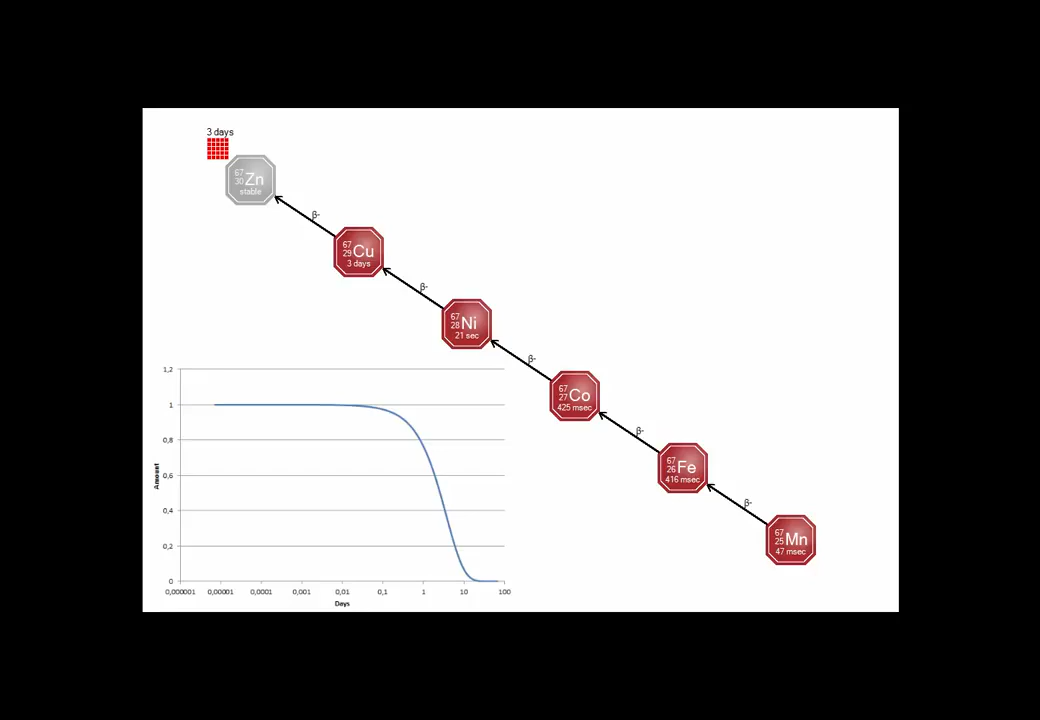 3 days
67
30 Zn
stable
β-
67
29 Cu
3 days
β-
67
28 Ni
21 sec
β-
67
27 Co
425 msec
β-
67
26 Fe
416 msec
β-
67
25 Mn
47 msec
1,2
1
0,8
0,6
0,4
0,2
0
Amount
0,000001 0,00001 0,0001 0,001 0,01 0,1 1 10 100
Days